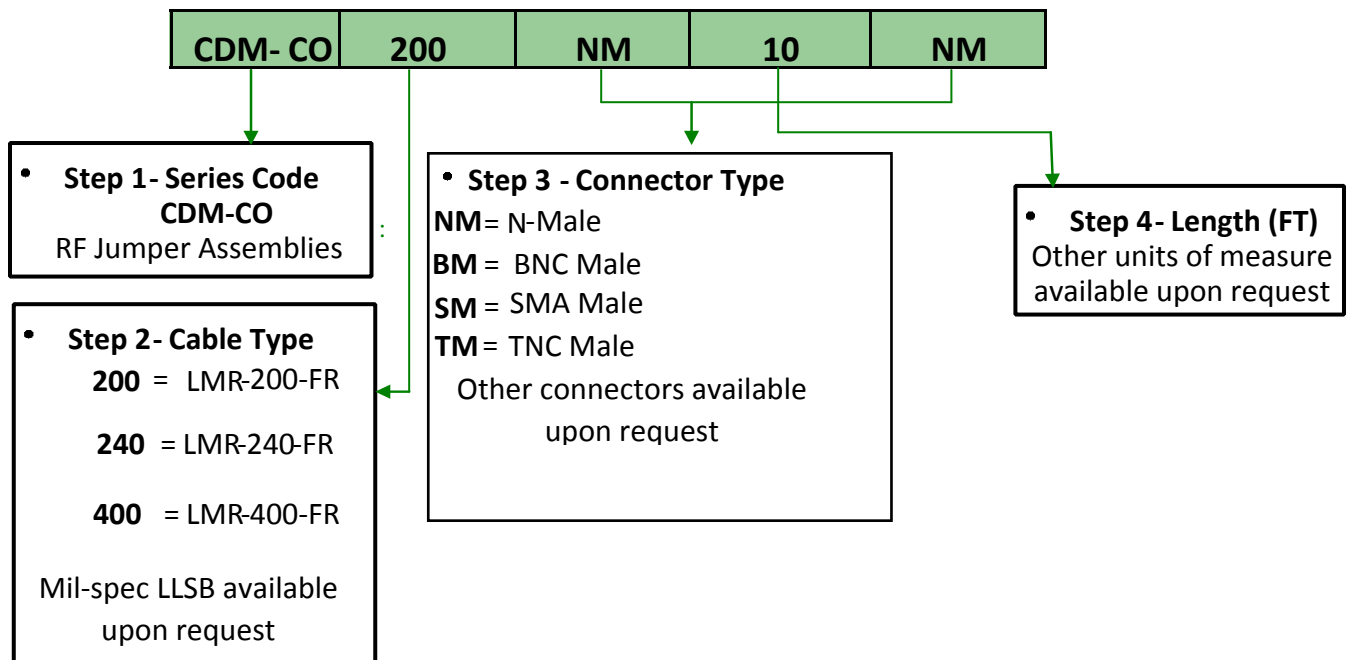 CDM- CO 200 NM 10 NM
• Step 1- Series Code
CDM-CO
RF Jumper Assemblies
:
• Step 2- Cable Type
200 = LMR-200-FR
240 = LMR-240-FR
400 = LMR-400-FR
Mil-spec LLSB available
upon request
• Step 3 - Connector Type
NM = N-Male
BM = BNC Male
SM = SMA Male
TM = TNC Male
Other connectors available
upon request
• Step 4- Length (FT)
Other units of measure
available upon request